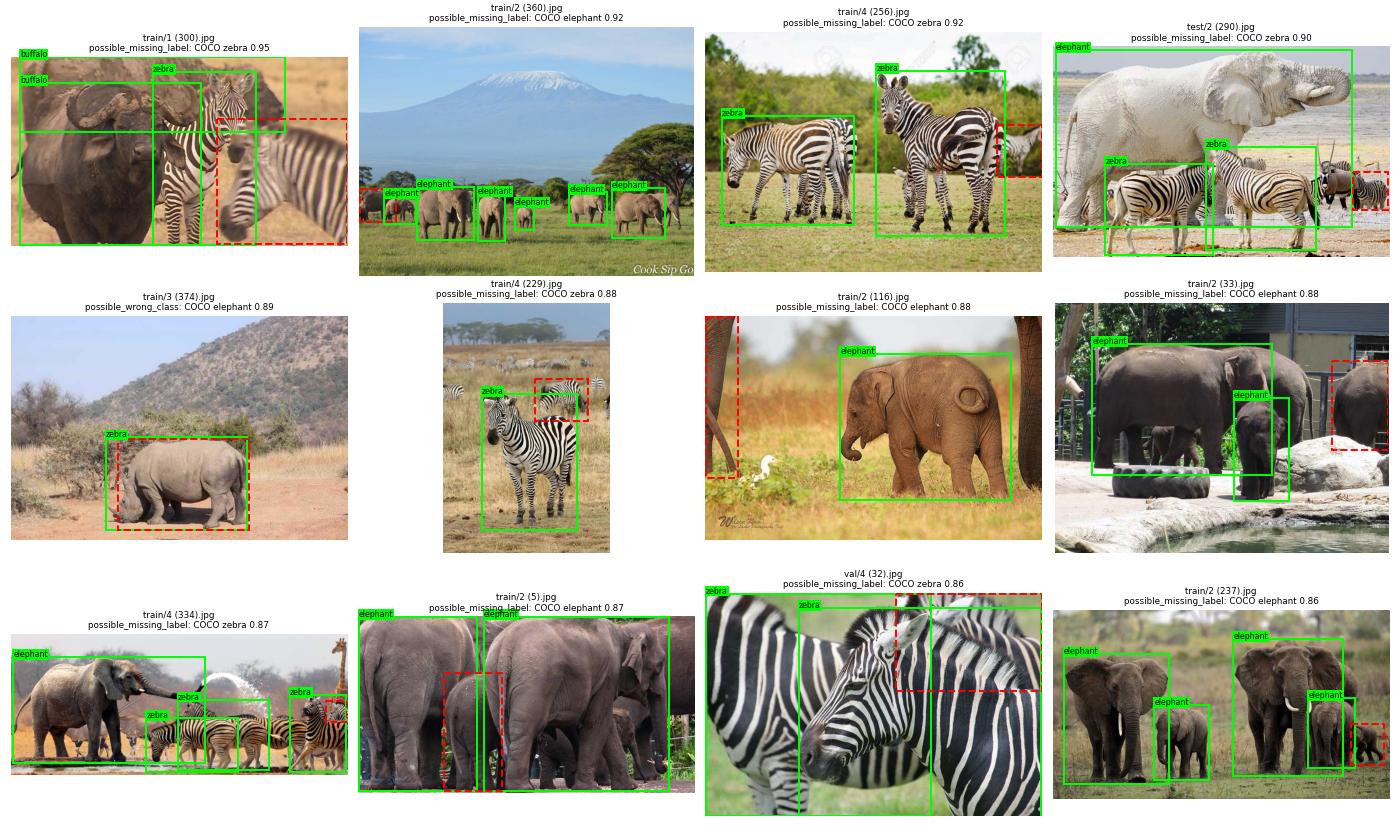 train/1 (300).jpg
possible_missing_label: COCO zebra 0.95
buffalo
buffalo
zebra
train/2 (360).jpg
possible_missing_label: COCO elephant 0.92
elephant
elephant
elephant
elephant
elephant
elephant
Cook Sip Go
train/4 (256).jpg
possible_missing_label: COCO zebra 0.92
zebra
zebra
test/2 (290).jpg
possible_missing_label: COCO zebra 0.90
elephant
zebra
zebra
train/3 (374).jpg
possible_wrong_class: COCO elephant 0.89
zebra
train/4 (229).jpg
possible_missing_label: COCO zebra 0.88
zebra
train/2 (116).jpg
possible_missing_label: COCO elephant 0.88
elephant
train/2 (33).jpg
possible_missing_label: COCO elephant 0.88
elephant
elephant
train/4 (334).jpg
possible_missing_label: COCO zebra 0.87
elephant
zebra
zebra
zebra
train/2 (5).jpg
possible_missing_label: COCO elephant 0.87
elephant
elephant
val/4 (32).jpg
possible_missing_label: COCO zebra 0.86
zebra
zebra
train/2 (237).jpg
possible_missing_label: COCO elephant 0.86
elephant
elephant
elephant
elephant